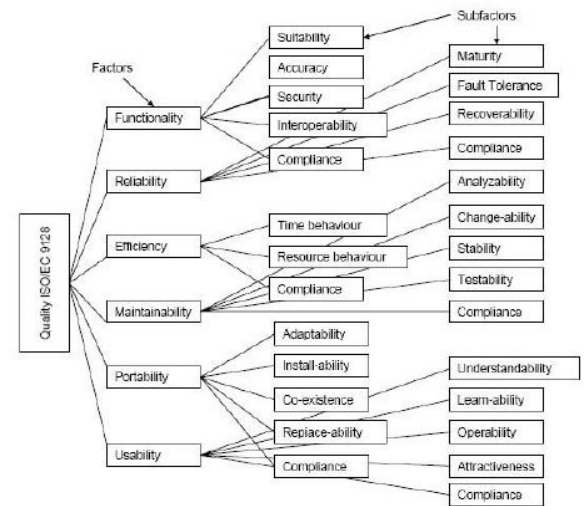 Subfactors
Factors
Quality ISO/IEC 9128
Functionality
Reliability
Efficiency
Maintainability
Portability
Usability
Suitability
Accuracy
Security
Interoperability
Compliance
Time behaviour
Resource behaviour
Compliance
Adaptability
Install-ability
Co-existence
Replace-ability
Compliance
Maturity
Fault Tolerance
Recoverability
Compliance
Analyzability
Change-ability
Stability
Testability
Compliance
Understandability
Learn-ability
Operability
Attractiveness
Compliance